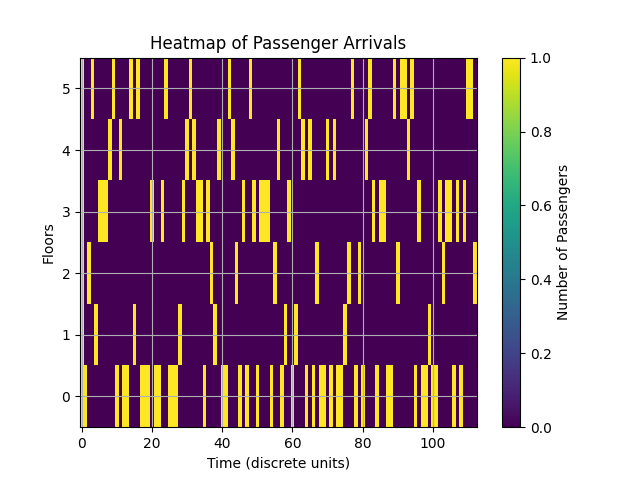 Heatmap of Passenger Arrivals
5
4
3
2
1
0
Floors
0 20 40 60 80 100
Time (discrete units)
1.0
0.8
0.6
0.4
0.2
0.0
Number of Passengers